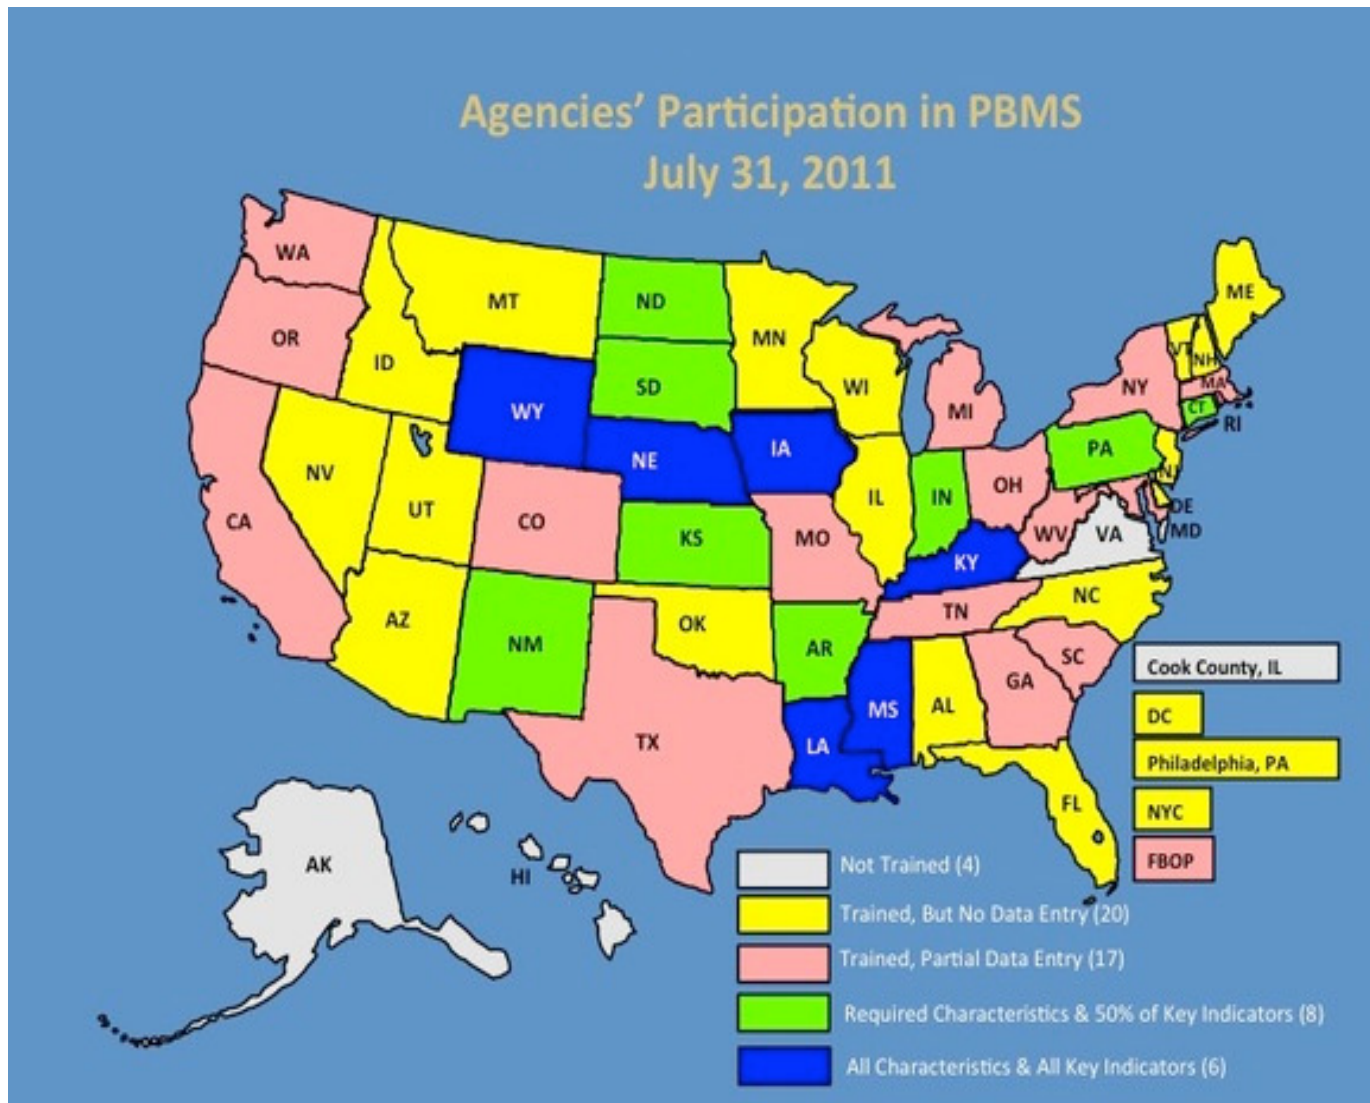 Agencies' Participation in PBMS
July 31, 2011
WA
MT
ND
MN
ME
OR
ID
SD
WI
VT
NH
WY
MI
NY
MA
CT
RI
NE
IA
PA
NJ
NV
UT
CO
IL
IN
OH
DE
CA
KS
MO
WV
VA
MD
KY
AZ
NM
OK
AR
TN
NC
SC
GA
TX
LA
MS
AL
FL
AK
HI
Cook County, IL
DC
Philadelphia, PA
NYC
FBOP
Not Trained (4)
Trained, But No Data Entry (20)
Trained, Partial Data Entry (17)
Required Characteristics & 50% of Key Indicators (8)
All Characteristics & All Key Indicators (6)